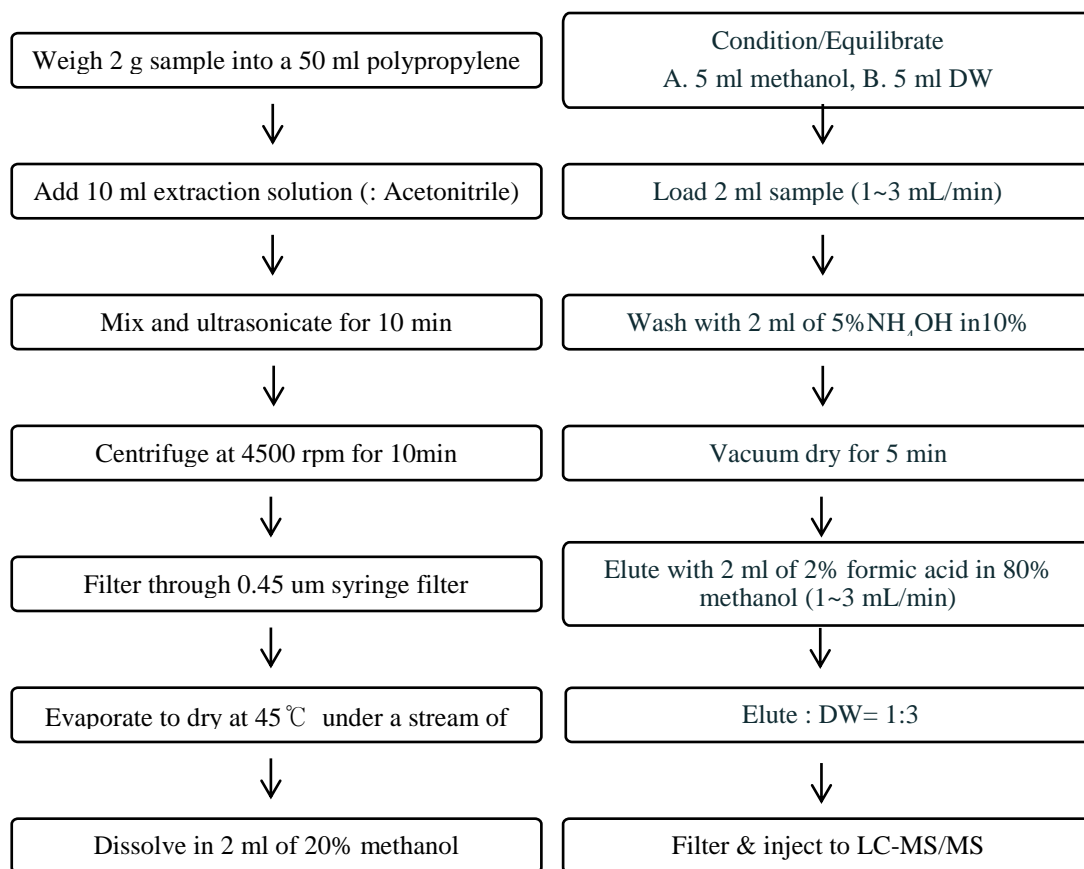 Weigh 2 g sample into a 50 ml polypropylene
Add 10 ml extraction solution (: Acetonitrile)
Mix and ultrasonicate for 10 min
Centrifuge at 4500 rpm for 10min
Filter through 0.45 um syringe filter
Evaporate to dry at 45℃ under a stream of
Dissolve in 2 ml of 20% methanol
Condition/Equilibrate
A. 5 ml methanol, B. 5 ml DW
Load 2 ml sample (1~3 mL/min)
Wash with 2 ml of 5%NH₄OH in10%
Vacuum dry for 5 min
Elute with 2 ml of 2% formic acid in 80%
methanol (1~3 mL/min)
Elute : DW= 1:3
Filter & inject to LC-MS/MS